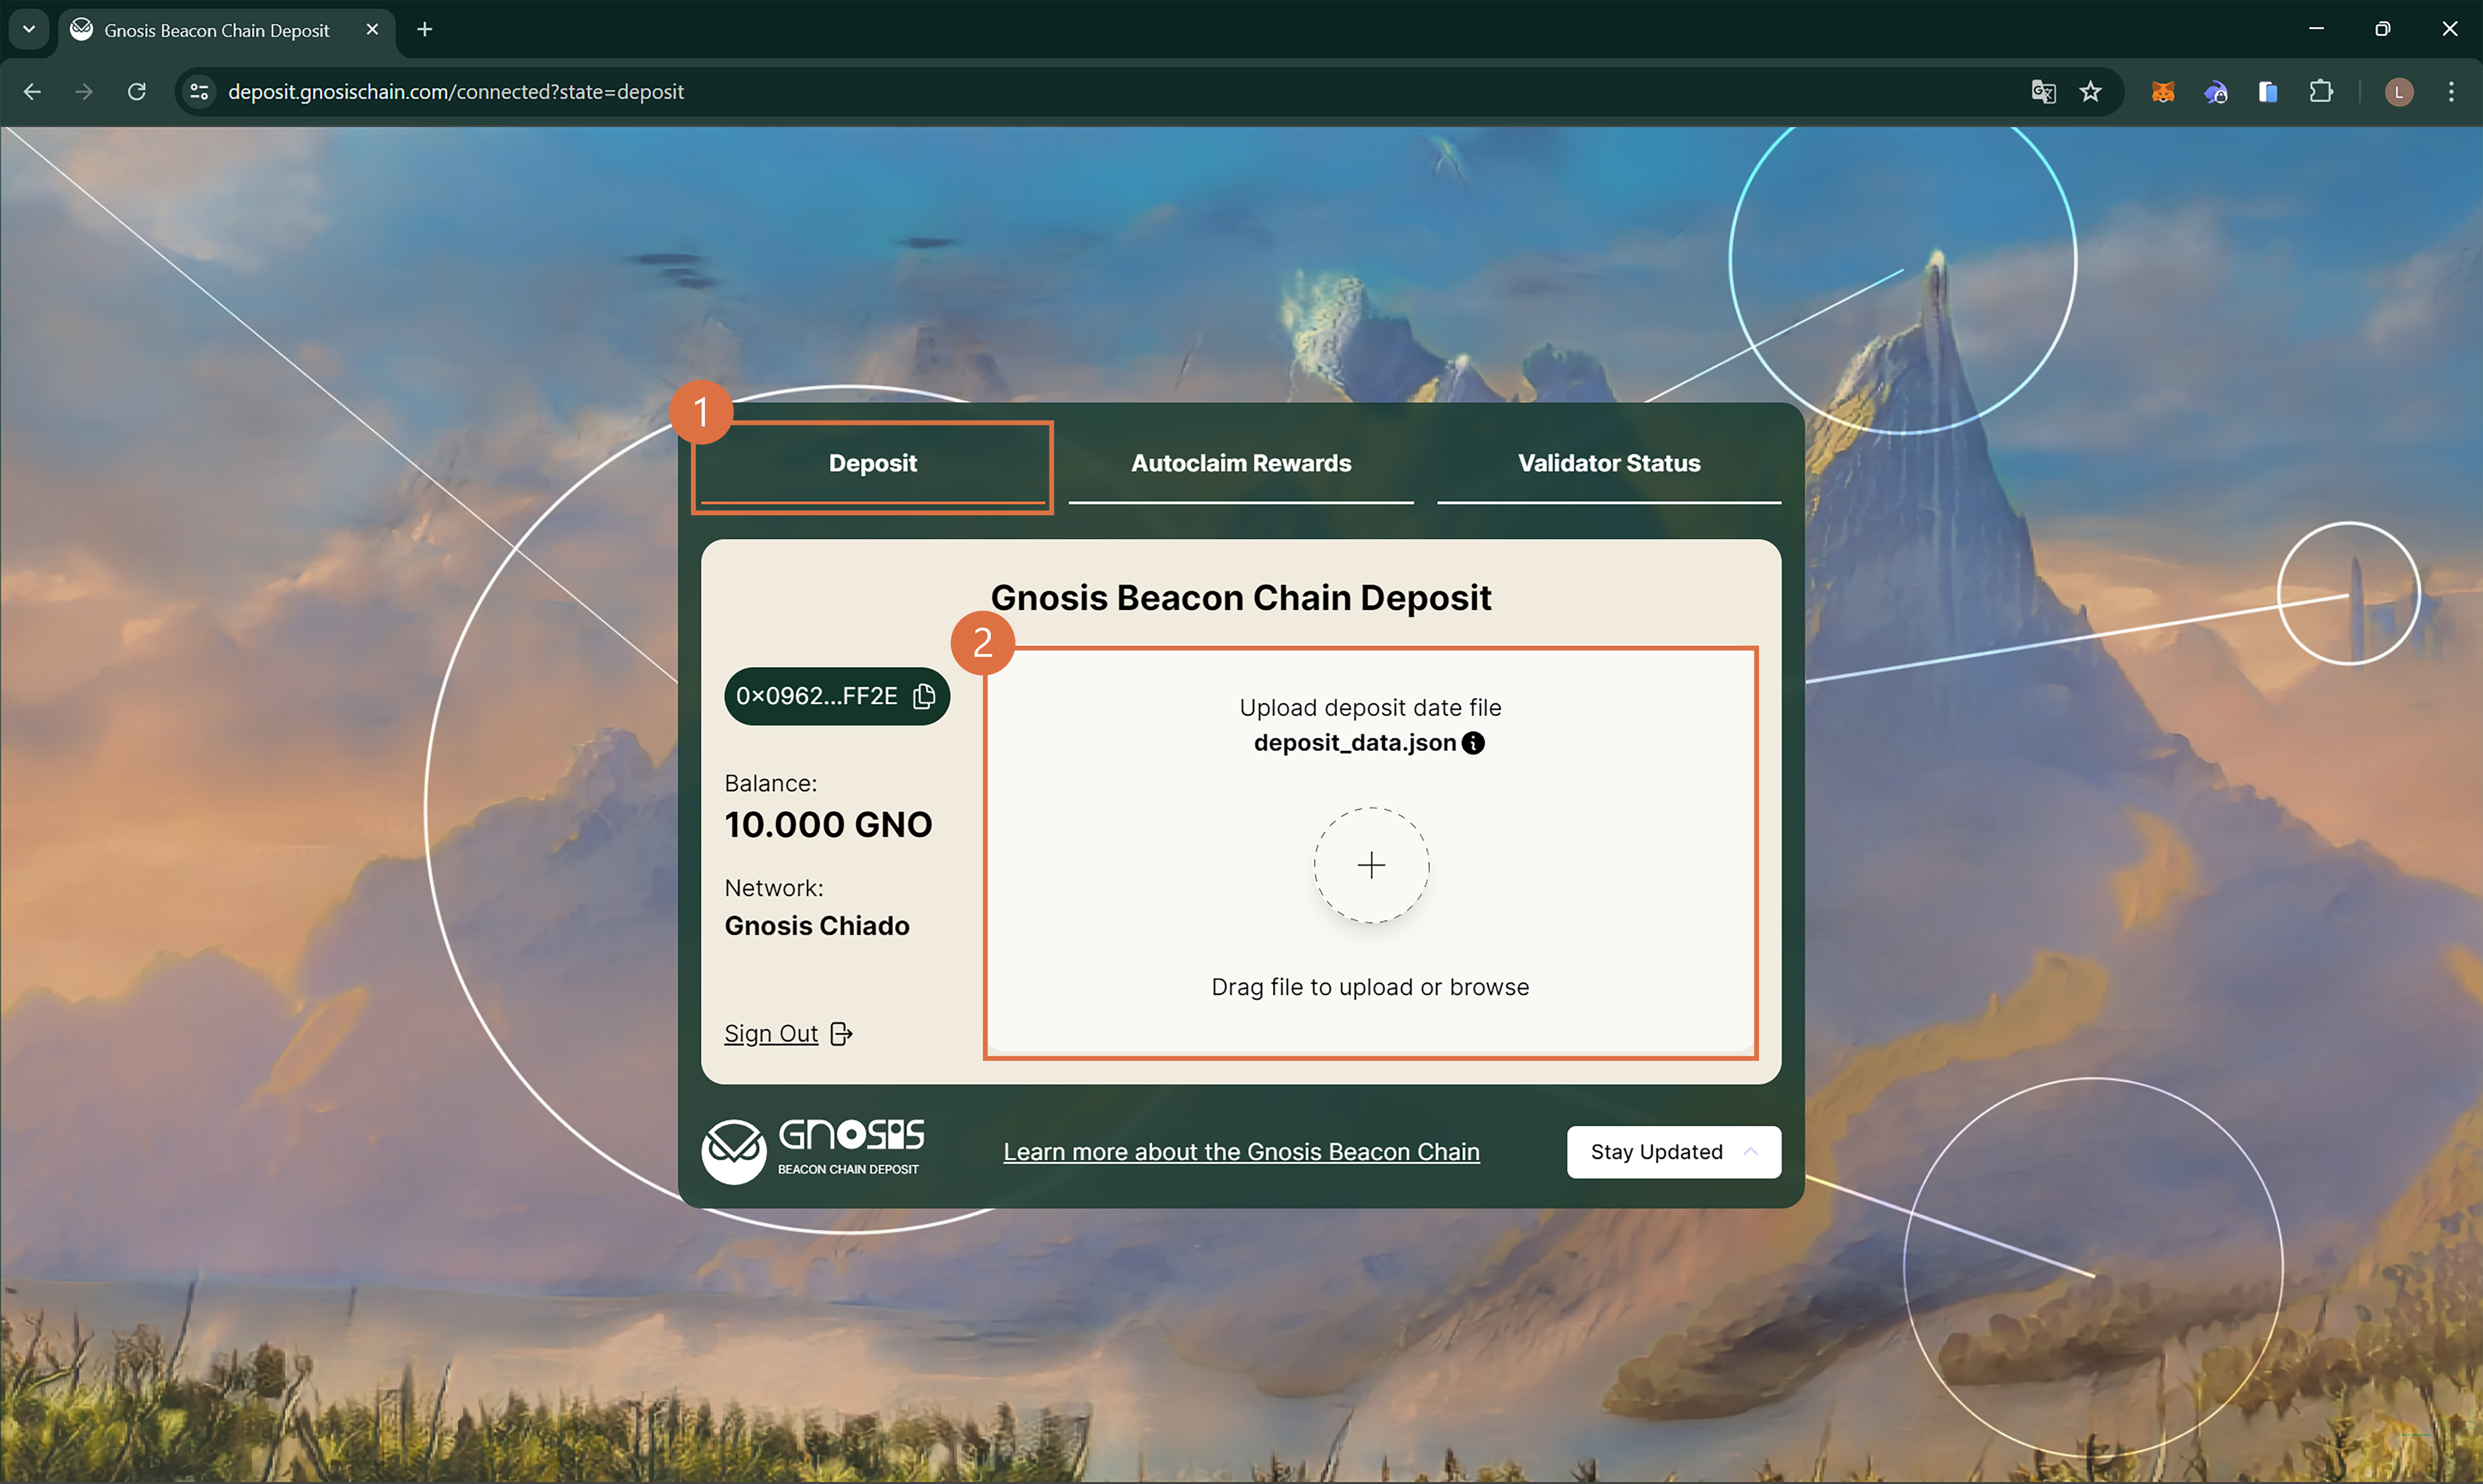 Gnosis Beacon Chain Deposit
deposit.gnosischain.com/connected?state=deposit
L
1
Deposit
Autoclaim Rewards
Validator Status
Gnosis Beacon Chain Deposit
2
0×0962...FF2E
Balance:
10.000 GNO
Network:
Gnosis Chiado
Sign Out
Upload deposit date file
deposit_data.json
Drag file to upload or browse
GNOSIS
BEACON CHAIN DEPOSIT
Learn more about the Gnosis Beacon Chain
Stay Updated